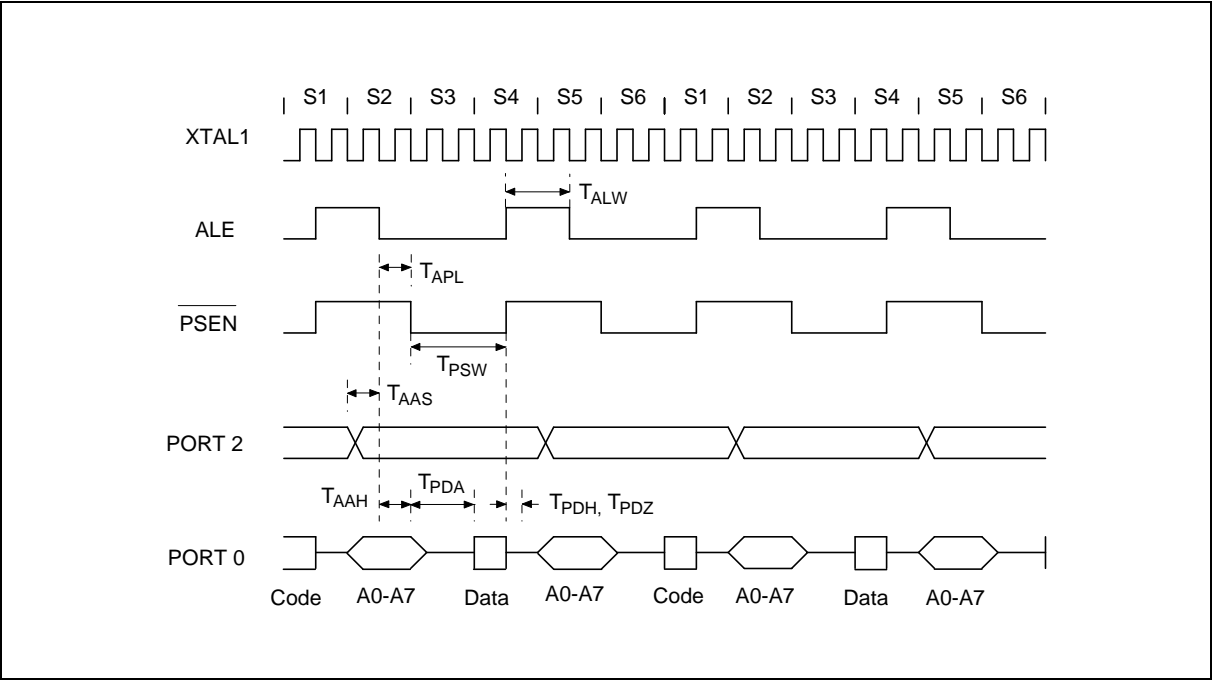 S1 S2 S3 S4 S5 S6 S1 S2 S3 S4 S5 S6
XTAL1
TALW
ALE
TAPL
PSEN
TPSW
TAAS
PORT 2
TAAH TPDA TPDH, TPDZ
PORT 0
Code A0-A7 Data A0-A7 Code A0-A7 Data A0-A7